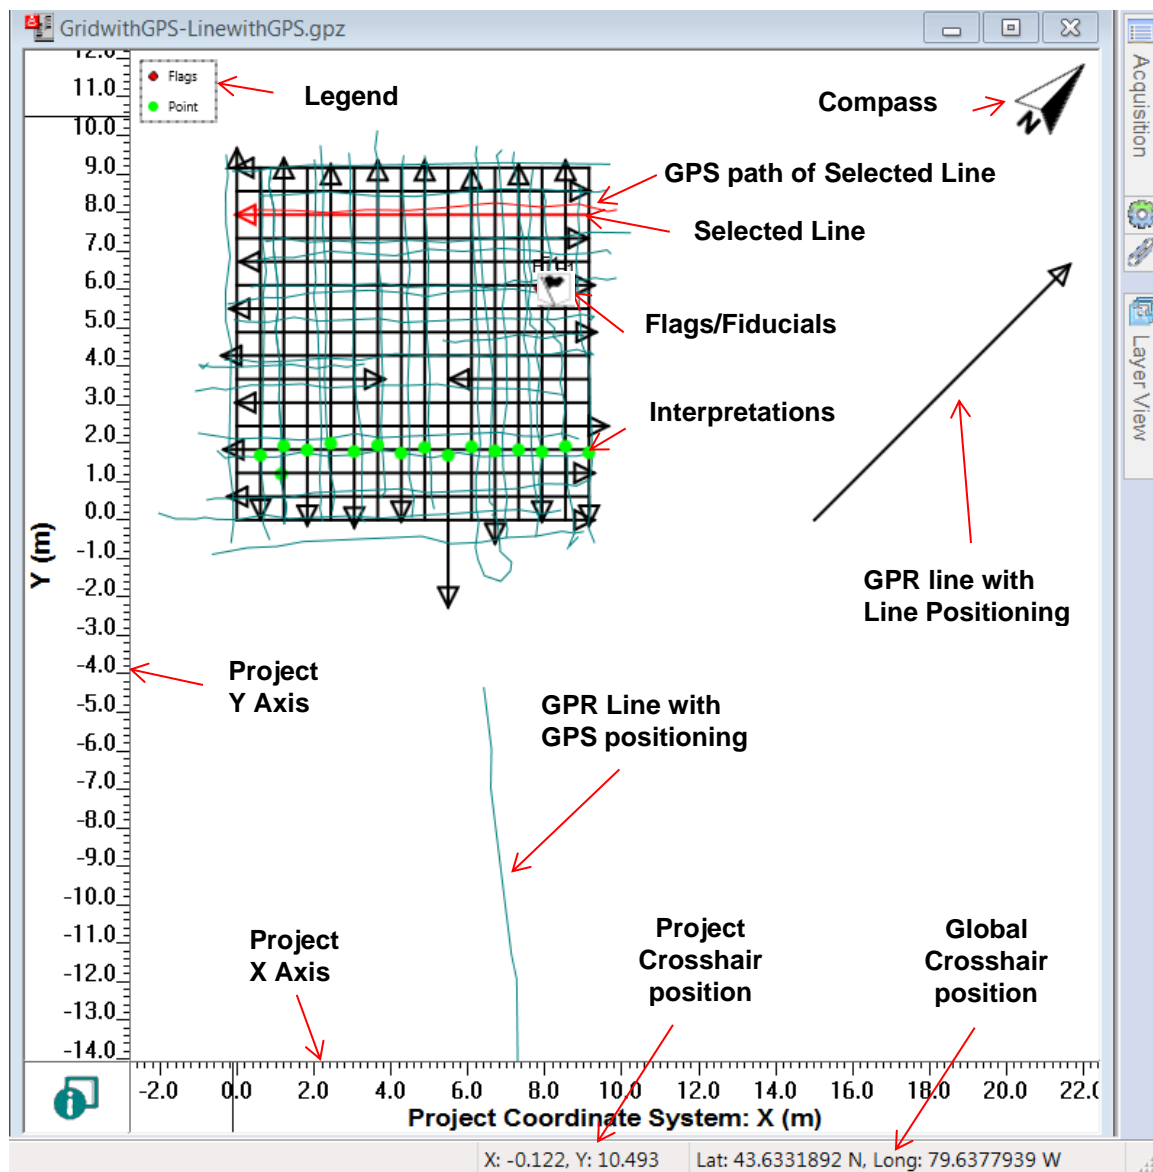 GridwithGPS-LinewithGPS.gpz
Flags
Point
Legend
Compass
N
GPS path of Selected Line
Selected Line
Flags/Fiducials
Interpretations
GPR line with
Line Positioning
Project
Y Axis
GPR Line with
GPS positioning
Project
X Axis
Project
Crosshair
position
Global
Crosshair
position
Acquisition
Layer View
Y (m)
12.0
11.0
10.0
9.0
8.0
7.0
6.0
5.0
4.0
3.0
2.0
1.0
0.0
-1.0
-2.0
-3.0
-4.0
-5.0
-6.0
-7.0
-8.0
-9.0
-10.0
-11.0
-12.0
-13.0
-14.0
-2.0 0.0 2.0 4.0 6.0 8.0 10.0 12.0 14.0 16.0 18.0 20.0 22.0
Project Coordinate System: X (m)
X: -0.122, Y: 10.493 Lat: 43.6331892 N, Long: 79.6377939 W